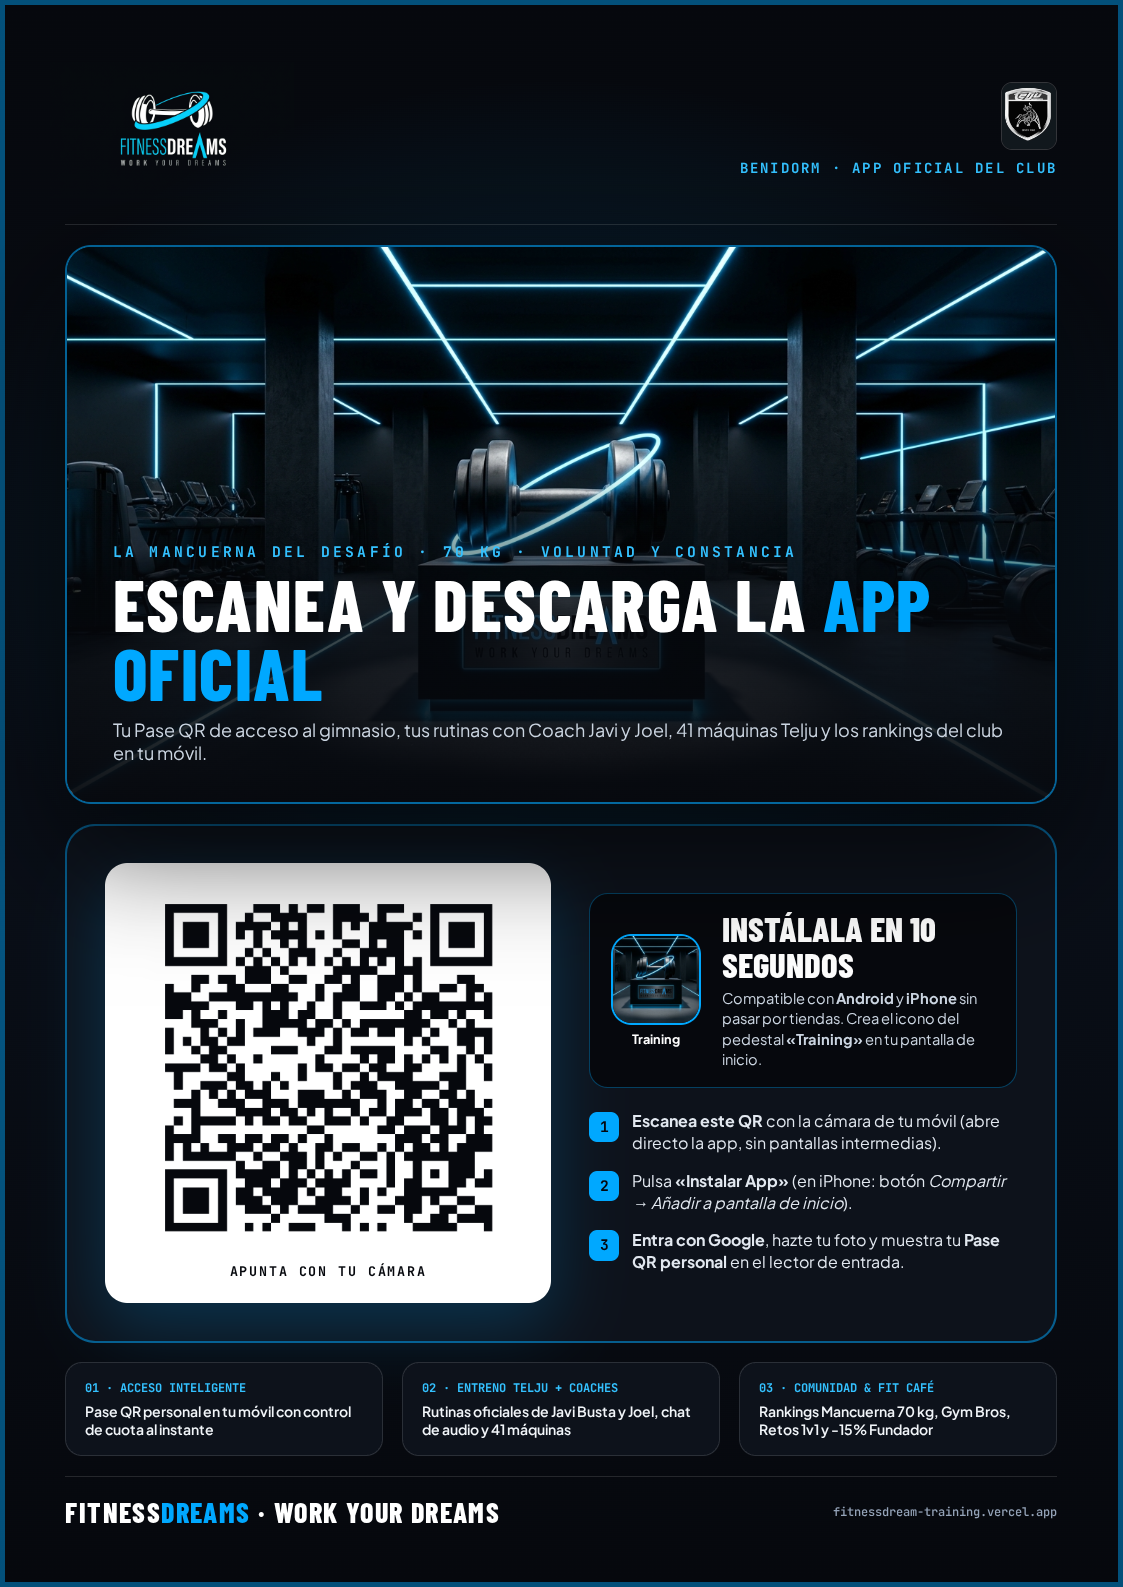 FITNESSDREAMS
WORK YOUR DREAMS
BENIDORM · APP OFICIAL DEL CLUB
LA MANCUERNA DEL DESAFÍO · 70 KG · VOLUNTAD Y CONSTANCIA
ESCANEA Y DESCARGA LA APP
OFICIAL
FITNESSDREAMS
WORK YOUR DREAMS
Tu Pase QR de acceso al gimnasio, tus rutinas con Coach Javi y Joel, 41 máquinas Telju y los rankings del club
en tu móvil.
APUNTA CON TU CÁMARA
INSTÁLALA EN 10
SEGUNDOS
Compatible con Android y iPhone sin
pasar por tiendas. Crea el icono del
pedestal «Training» en tu pantalla de
inicio.
Training
1 Escanea este QR con la cámara de tu móvil (abre
directo la app, sin pantallas intermedias).
2 Pulsa «Instalar App» (en iPhone: botón Compartir
→ Añadir a pantalla de inicio).
3 Entra con Google, hazte tu foto y muestra tu Pase
QR personal en el lector de entrada.
01 · ACCESO INTELIGENTE
Pase QR personal en tu móvil con control
de cuota al instante
02 · ENTRENO TELJU + COACHES
Rutinas oficiales de Javi Busta y Joel, chat
de audio y 41 máquinas
03 · COMUNIDAD & FIT CAFÉ
Rankings Mancuerna 70 kg, Gym Bros,
Retos 1v1 y -15% Fundador
FITNESSDREAMS · WORK YOUR DREAMS
fitnessdream-training.vercel.app